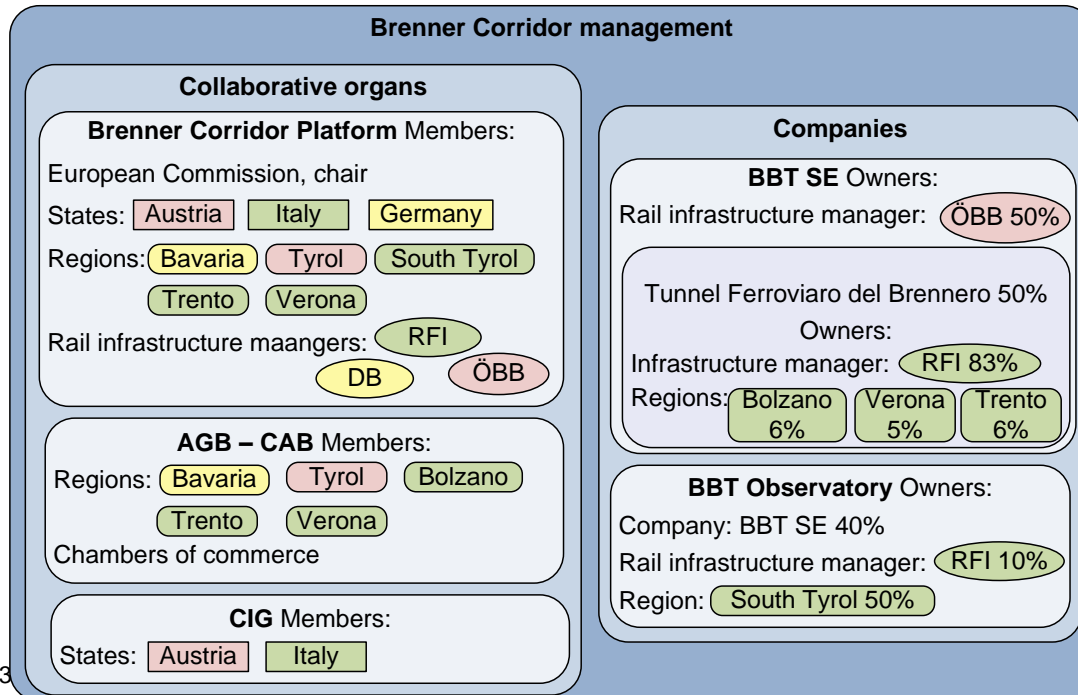 Brenner Corridor management
Collaborative organs
Brenner Corridor Platform Members:
European Commission, chair
States: Austria Italy Germany
Regions: Bavaria Tyrol South Tyrol
Trento Verona
Rail infrastructure maangers: RFI
DB ÖBB
AGB – CAB Members:
Regions: Bavaria Tyrol Bolzano
Trento Verona
Chambers of commerce
CIG Members:
States: Austria Italy
Companies
BBT SE Owners:
Rail infrastructure manager: ÖBB 50%
Tunnel Ferroviaro del Brennero 50%
Owners:
Infrastructure manager: RFI 83%
Regions: Bolzano 6% Verona 5% Trento 6%
BBT Observatory Owners:
Company: BBT SE 40%
Rail infrastructure manager: RFI 10%
Region: South Tyrol 50%
3